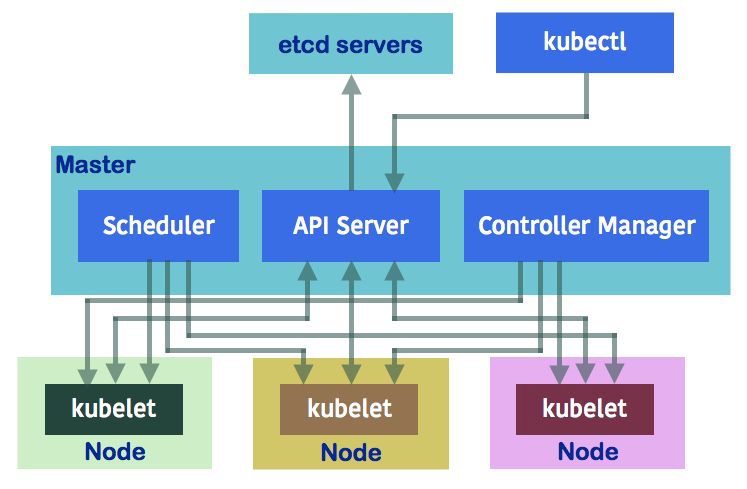 etcd servers
kubectl
Master
Scheduler
API Server
Controller Manager
kubelet
kubelet
kubelet
Node
Node
Node